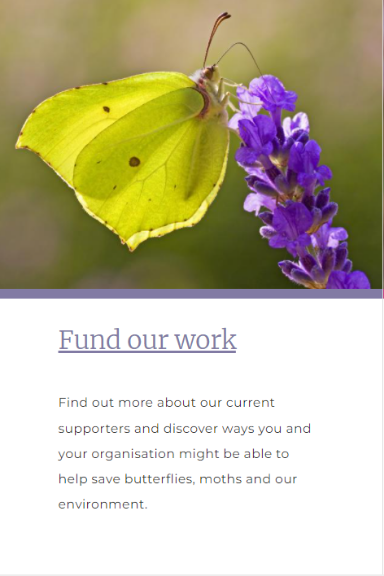 Fund our work
Find out more about our current
supporters and discover ways you and
your organisation might be able to
help save butterflies, moths and our
environment.